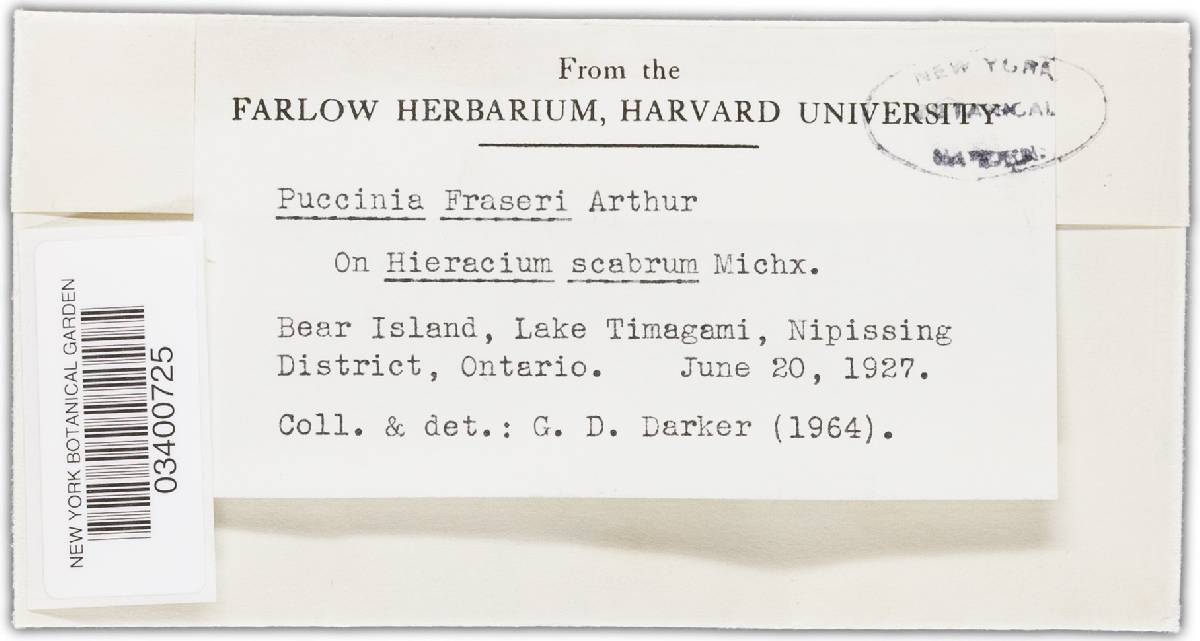 From the
FARLOW HERBARIUM, HARVARD UNIVERSITY
NEW YORK
BOTANICAL
Puccinia Fraseri Arthur
On Hieracium scabrum Michx.
Bear Island, Lake Timagami, Nipissing
District, Ontario. June 20, 1927.
Coll. & det.: G. D. Darker (1964).
NEW YORK BOTANICAL GARDEN
03400725